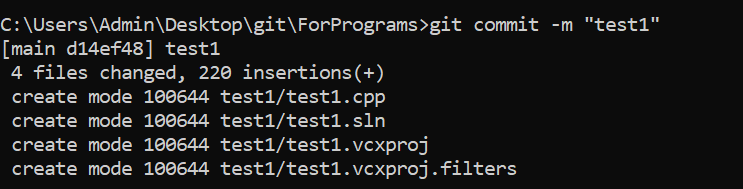 C:\Users\Admin\Desktop\git\ForPrograms>git commit -m "test1"
[main d14ef48] test1
 4 files changed, 220 insertions(+)
 create mode 100644 test1/test1.cpp
 create mode 100644 test1/test1.sln
 create mode 100644 test1/test1.vcxproj
 create mode 100644 test1/test1.vcxproj.filters